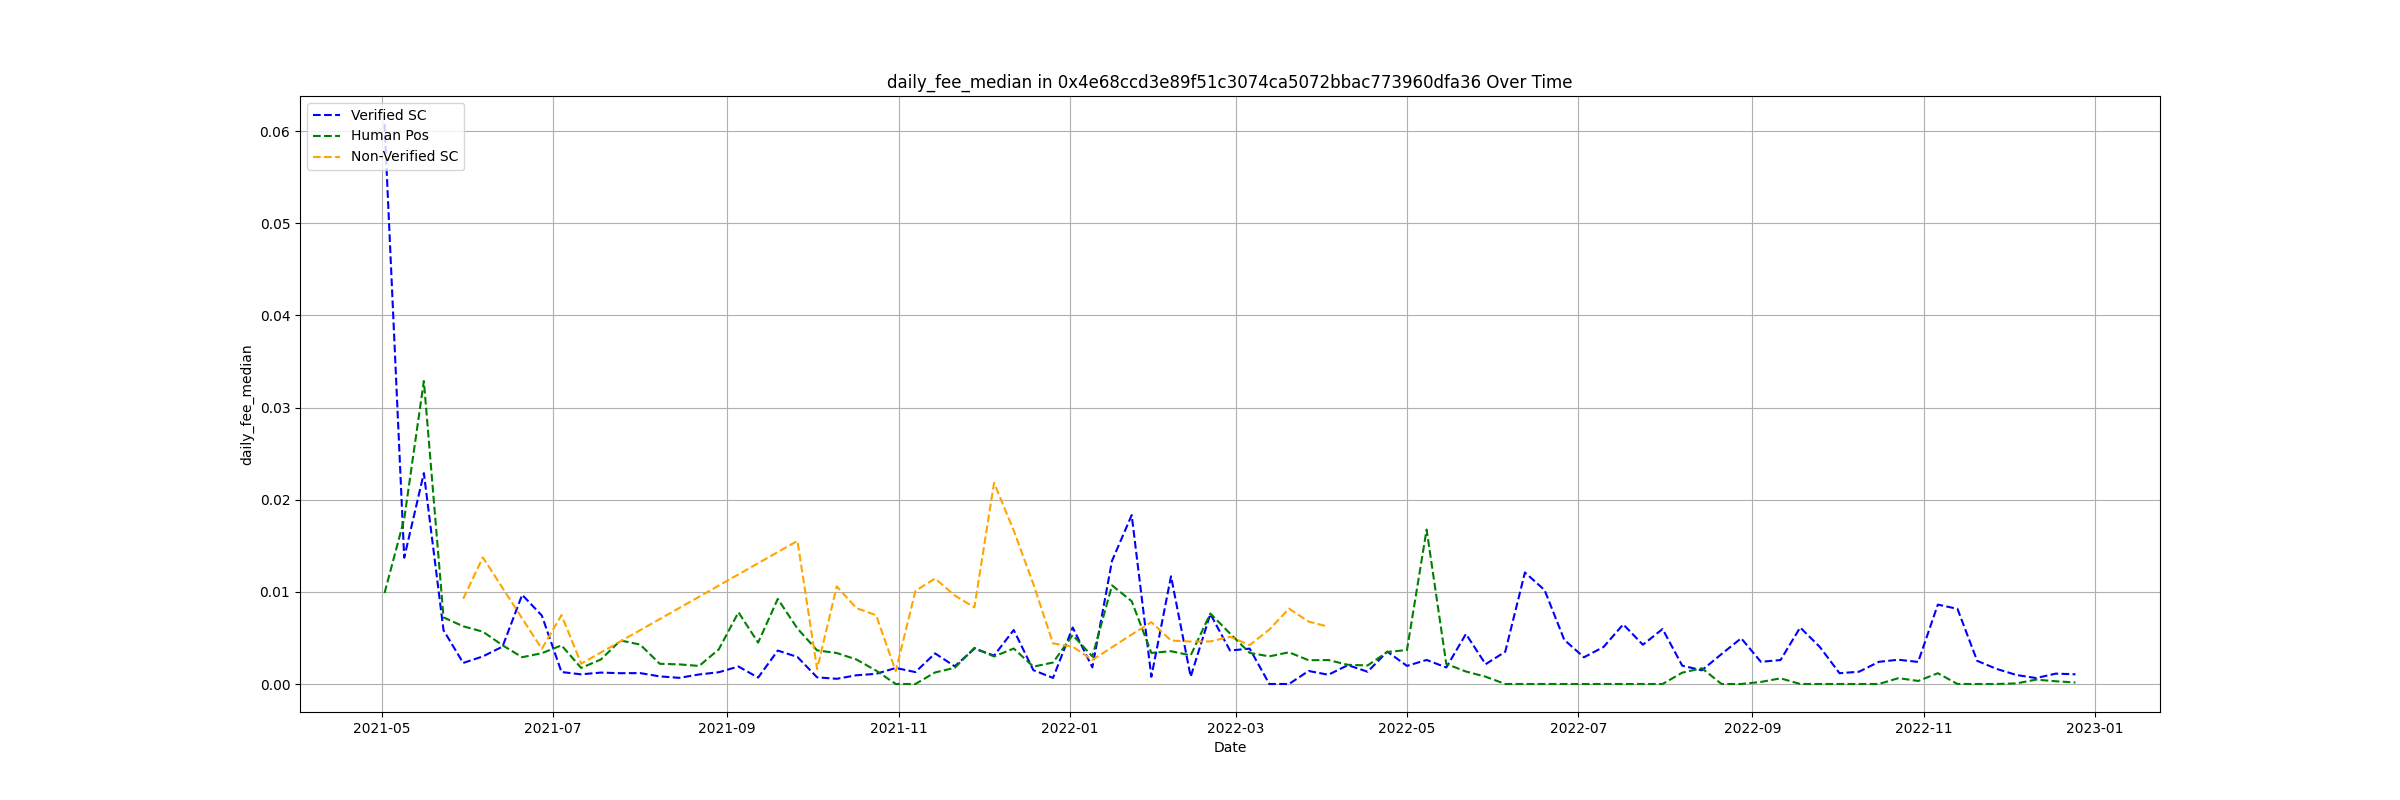 daily_fee_median in 0x4e68ccd3e89f51c3074ca5072bbac773960dfa36 Over Time
Verified SC
Human Pos
Non-Verified SC
0.06
0.05
0.04
0.03
0.02
0.01
0.00
daily_fee_median
2021-05 2021-07 2021-09 2021-11 2022-01 2022-03 2022-05 2022-07 2022-09 2022-11 2023-01
Date